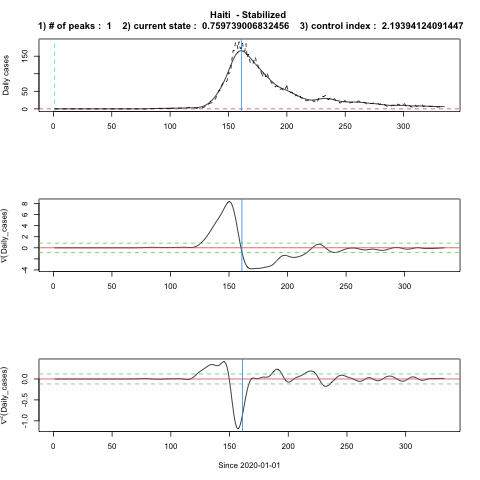 Haiti - Stabilized
1) # of peaks : 1 2) current state : 0.759739006832456 3) control index : 2.19394124091447
Daily cases
150
50
0
0 50 100 150 200 250 300
∇(Daily_cases)
8
6
4
2
0
-4
0 50 100 150 200 250 300
∇²(Daily_cases)
0.0
-0.5
-1.0
0 50 100 150 200 250 300
Since 2020-01-01